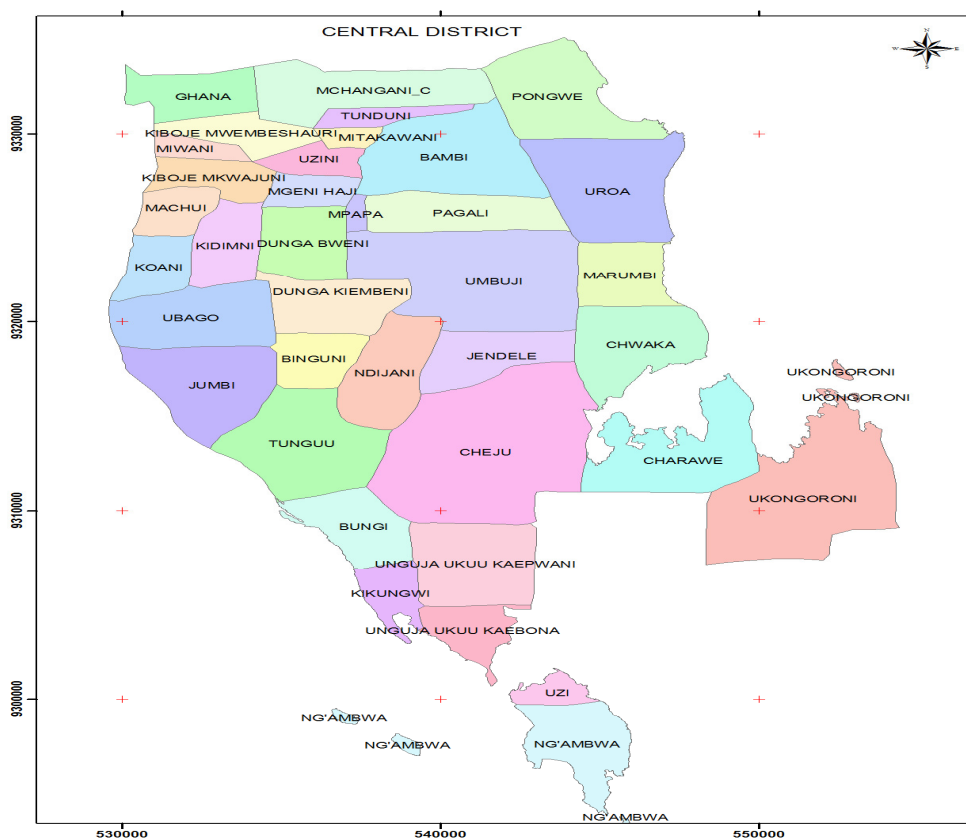 CENTRAL DISTRICT
N
W
E
S
GHANA
MCHANGANI_C
PONGWE
TUNDUNI
KIBOJE MWEMBESHAURI
MITAKAWANI
MIWANI
UZINI
BAMBI
KIBOJE MKWAJUNI
MGENI HAJI
UROA
MACHUI
MPAPA
PAGALI
KIDIMNI
DUNGA BWENI
KOANI
UMBUJI
MARUMBI
DUNGA KIEMBENI
UBAGO
BINGUNI
JENDELE
CHWAKA
NDIJANI
UKONGORONI
JUMBI
UKONGORONI
TUNGUU
CHEJU
CHARAWE
UKONGORONI
BUNGI
UNGUJA UKUU KAEPWANI
KIKUNGWI
UNGUJA UKUU KAEBONA
UZI
NG'AMBWA
NG'AMBWA
NG'AMBWA
NG'AMBWA
9330000
9320000
9310000
9300000
530000
540000
550000